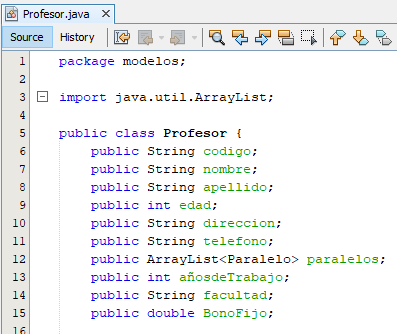 Profesor.java
Source History
1 package modelos;
2
3 import java.util.ArrayList;
4
5 public class Profesor {
6 public String codigo;
7 public String nombre;
8 public String apellido;
9 public int edad;
10 public String direccion;
11 public String telefono;
12 public ArrayList<Paralelo> paralelos;
13 public int añosdeTrabajo;
14 public String facultad;
15 public double BonoFijo;
16